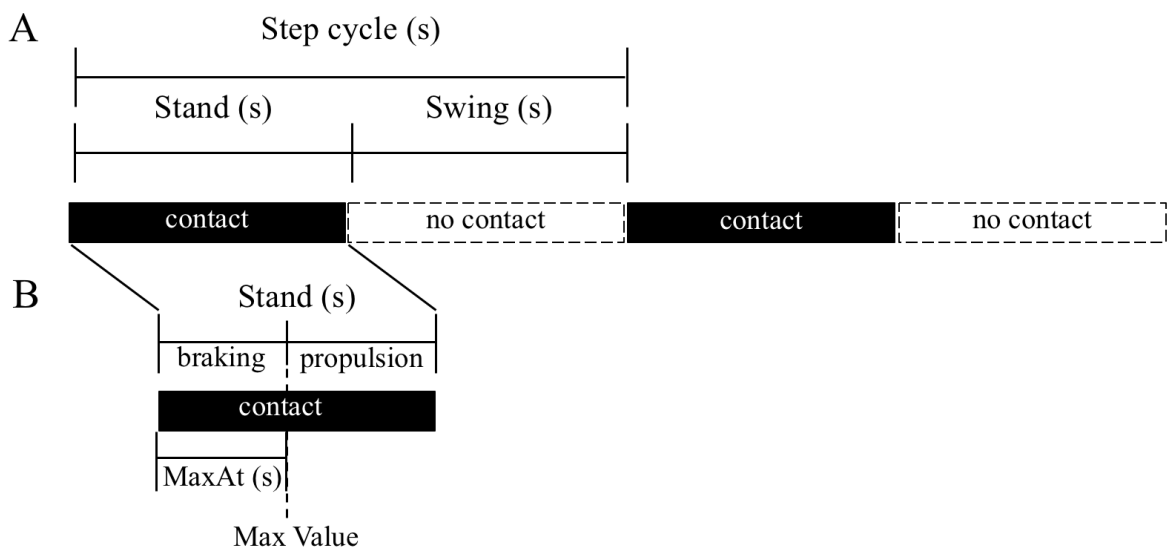 A
Step cycle (s)
Stand (s)
Swing (s)
contact
no contact
contact
no contact
B
Stand (s)
braking
propulsion
contact
MaxAt (s)
Max Value